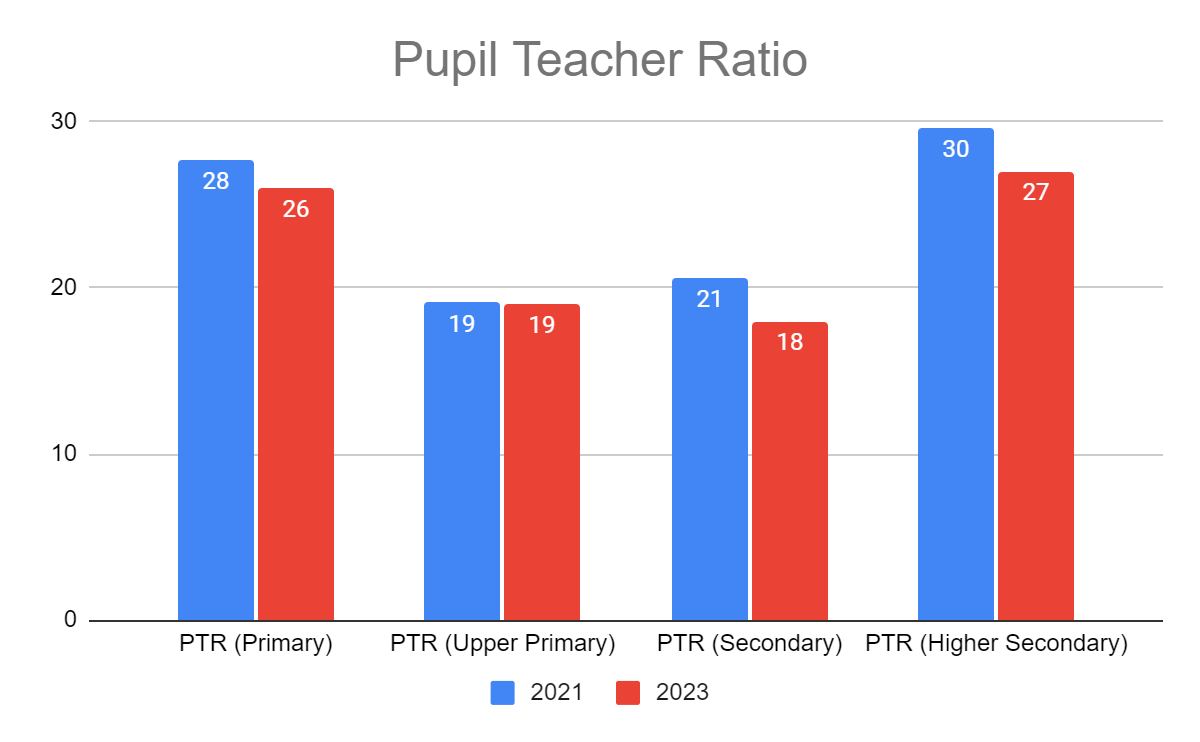 Pupil Teacher Ratio
30
20
10
0
28
26
19
19
21
18
30
27
PTR (Primary)
PTR (Upper Primary)
PTR (Secondary)
PTR (Higher Secondary)
2021
2023